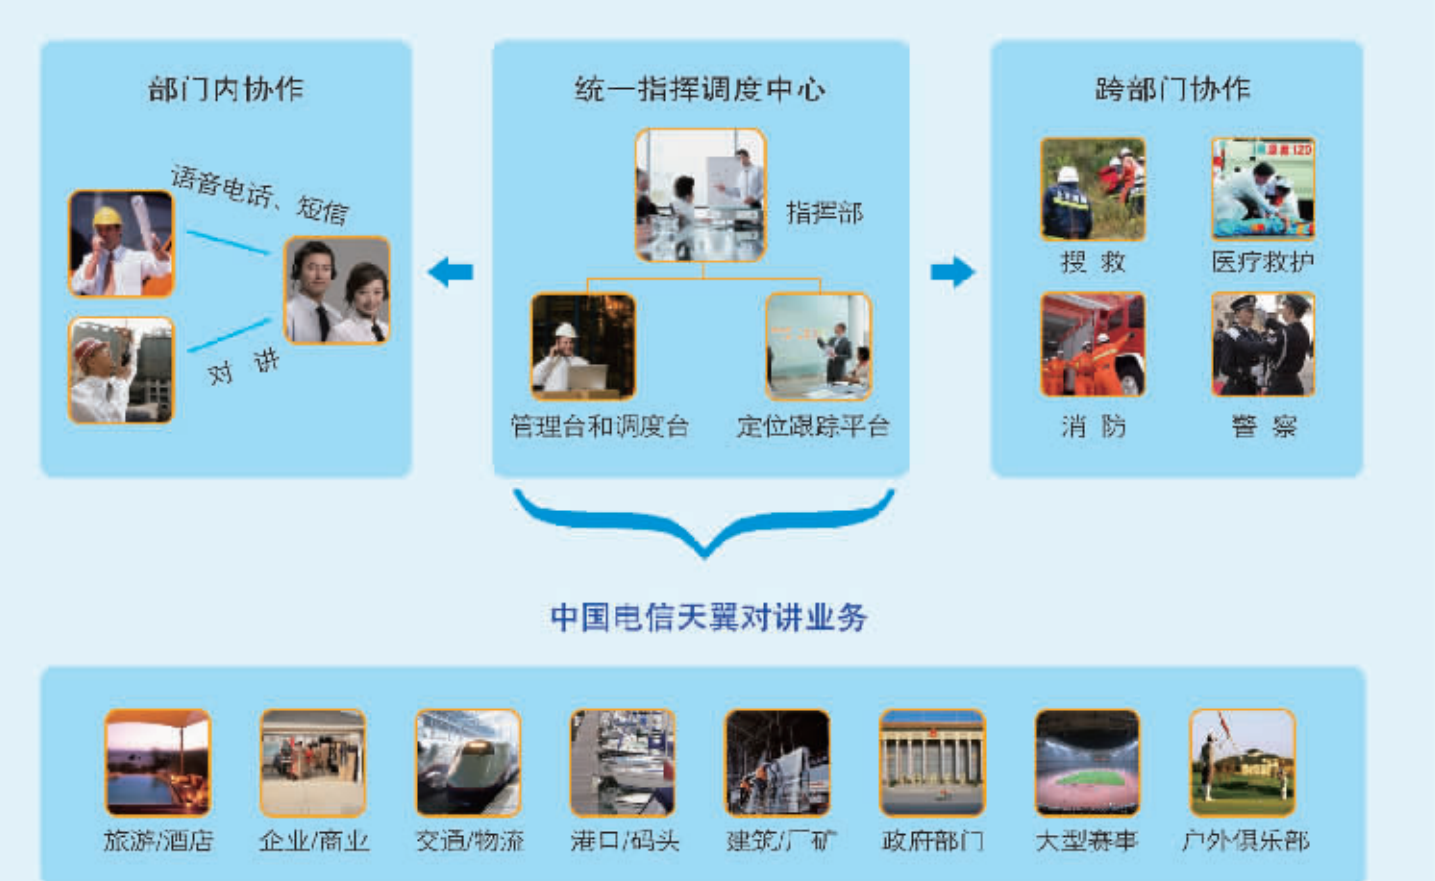 部门内协作
语音电话、短信
对讲
统一指挥调度中心
指挥部
管理台和调度台
定位跟踪平台
跨部门协作
搜救
医疗救护
120
消防
警察
中国电信天翼对讲业务
旅游/酒店
企业/商业
交通/物流
港口/码头
建筑/厂矿
政府部门
大型赛事
户外俱乐部